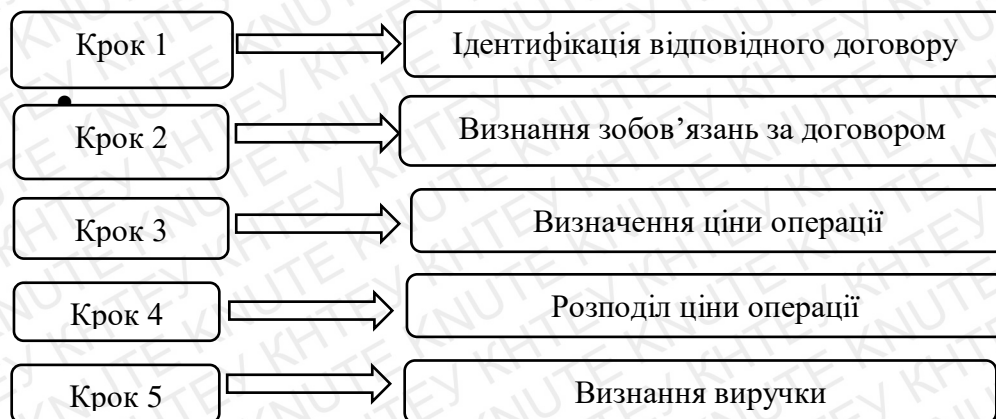 Крок 1 Ідентифікація відповідного договору
Крок 2 Визнання зобов’язань за договором
Крок 3 Визначення ціни операції
Крок 4 Розподіл ціни операції
Крок 5 Визнання виручки